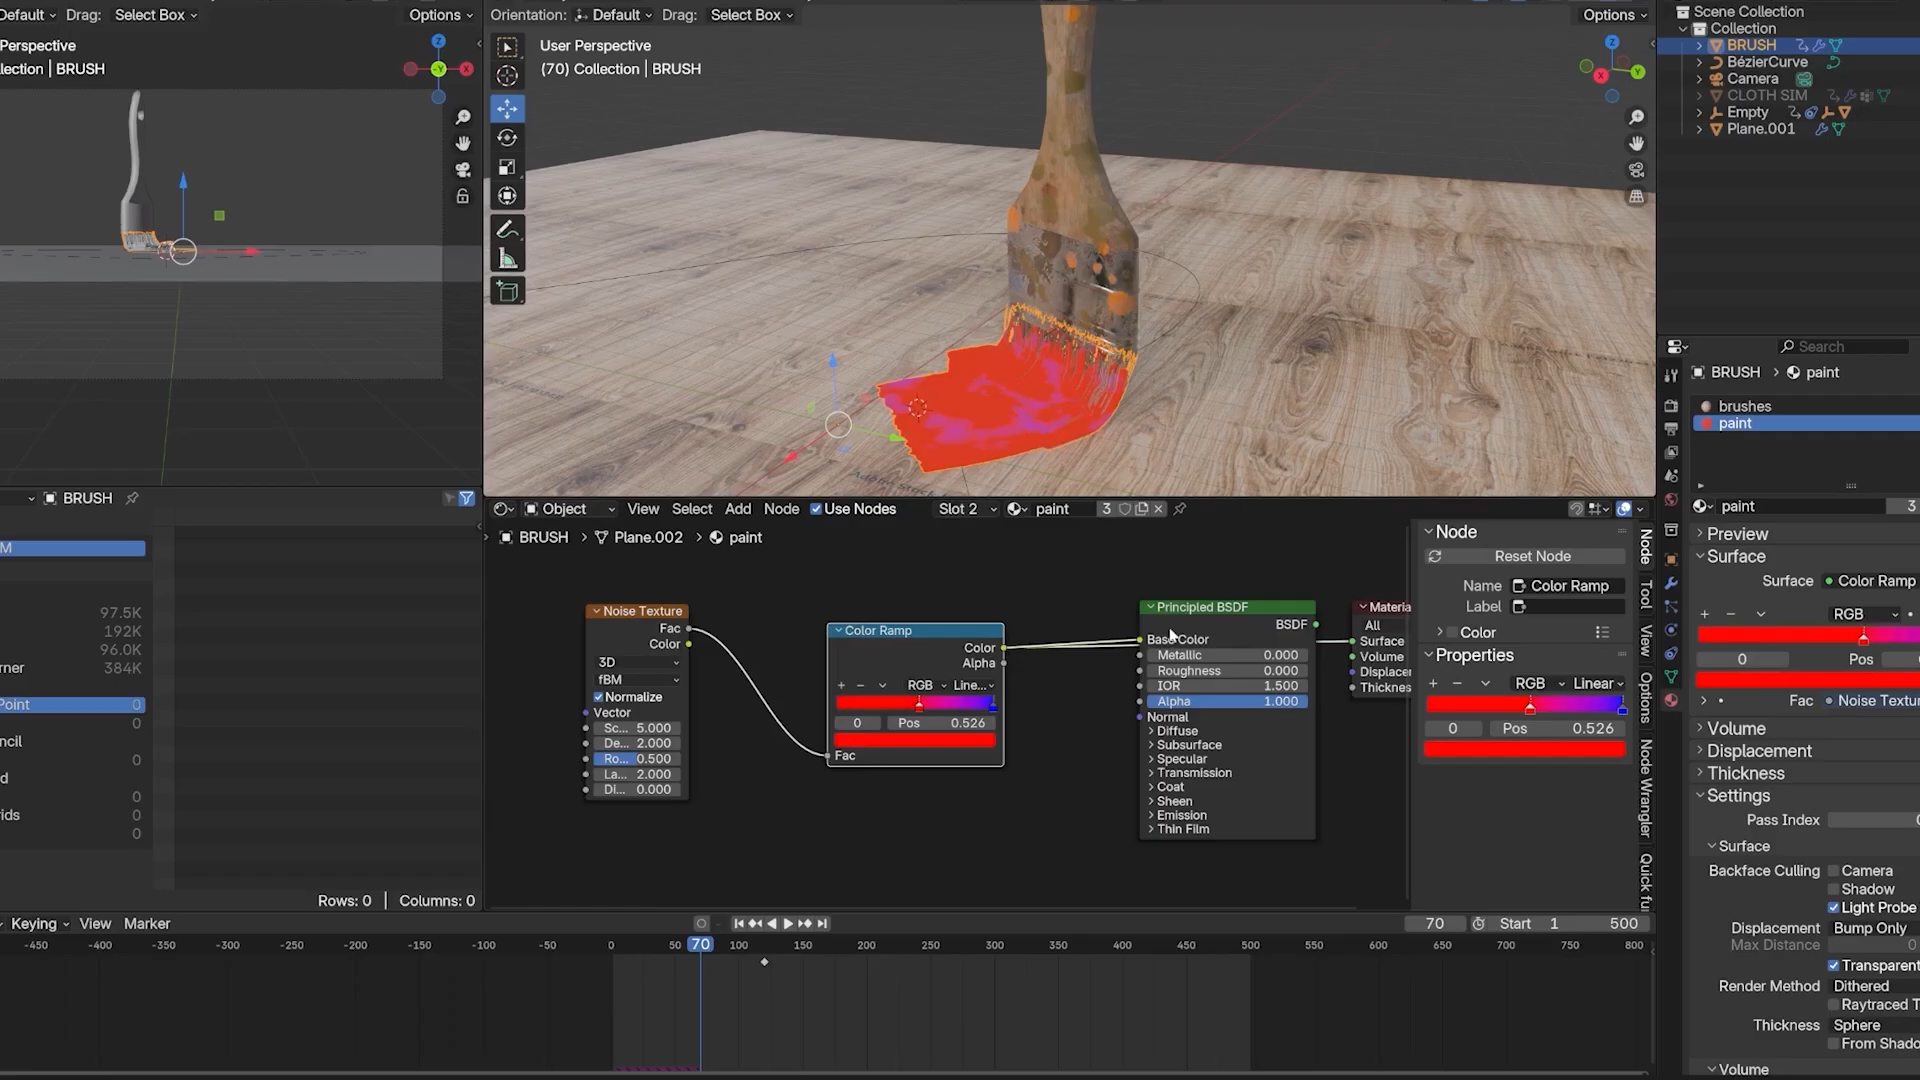 Default Drag: Select Box Options
Perspective
lection | BRUSH
Z
-Y
X
Orientation: Default Drag: Select Box Options
User Perspective
(70) Collection | BRUSH
Z
X
Y
Adobe Stock
Scene Collection
Collection
BRUSH
BézierCurve
Camera
CLOTH SIM
Empty
Plane.001
Search
BRUSH > paint
brushes
paint
paint 3
Preview
Surface
Surface Color Ramp
RGB
0 Pos
Fac Noise Textur
Volume
Displacement
Thickness
Settings
Pass Index
Surface
Backface Culling Camera
Shadow
Light Probe
Displacement Bump Only
Max Distance 0
Transparent
Render Method Dithered
Raytraced T
Thickness Sphere
From Shado
Volume
BRUSH
M
97.5K
192K
96.0K
orner 384K
Point 0
0
ncil
0
d
0
rids 0
0
Rows: 0 | Columns: 0
Object View Select Add Node Use Nodes Slot 2 paint 3
BRUSH > Plane.002 > paint
Noise Texture
Fac
Color
3D
fBM
Normalize
Vector
Sc... 5.000
De... 2.000
Ro... 0.500
La... 2.000
Di... 0.000
Color Ramp
Color
Alpha
+ − RGB Line...
0 Pos 0.526
Fac
Principled BSDF
BSDF
Base Color
Metallic 0.000
Roughness 0.000
IOR 1.500
Alpha 1.000
Normal
Diffuse
Subsurface
Specular
Transmission
Coat
Sheen
Emission
Thin Film
Materia
All
Surface
Volume
Displacer
Thicknes
Node
Reset Node
Name Color Ramp
Label
Color
Properties
+ − RGB Linear
0 Pos 0.526
Node
Tool
View
Options
Node Wrangler
Quick fu
Keying View Marker 70 Start 1 500
-450 -400 -350 -300 -250 -200 -150 -100 -50 0 50 70 100 150 200 250 300 350 400 450 500 550 600 650 700 750 800